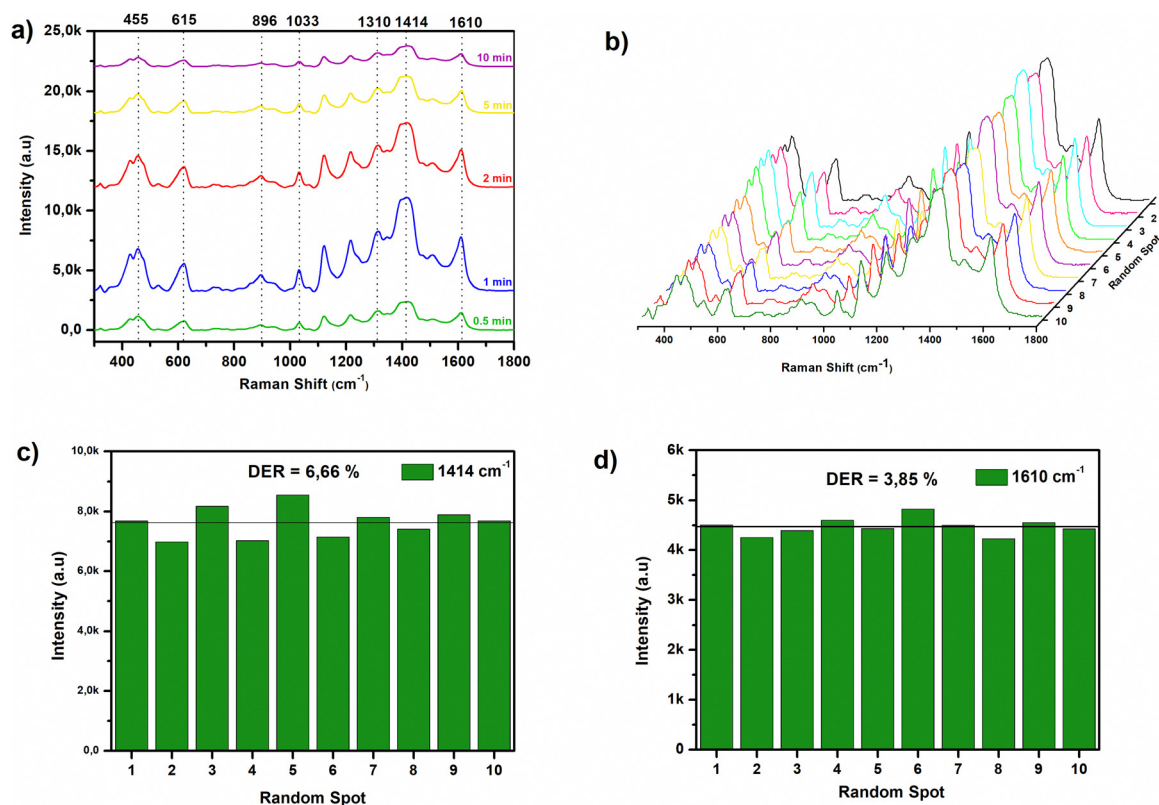 a)
455 615 896 1033 1310 1414 1610
25,0k
20,0k
15,0k
10,0k
5,0k
0,0
Intensity (a.u)
10 min
5 min
2 min
1 min
0.5 min
400 600 800 1000 1200 1400 1600 1800
Raman Shift (cm⁻¹)
b)
2
3
4
5
6
7
8
9
10
Random Spot
400 600 800 1000 1200 1400 1600 1800
Raman Shift (cm⁻¹)
c)
10,0k
8,0k
6,0k
4,0k
2,0k
0,0
Intensity (a.u)
DER = 6,66 %
1414 cm⁻¹
1 2 3 4 5 6 7 8 9 10
Random Spot
d)
6k
5k
4k
3k
2k
1k
0
Intensity (a.u)
DER = 3,85 %
1610 cm⁻¹
1 2 3 4 5 6 7 8 9 10
Random Spot